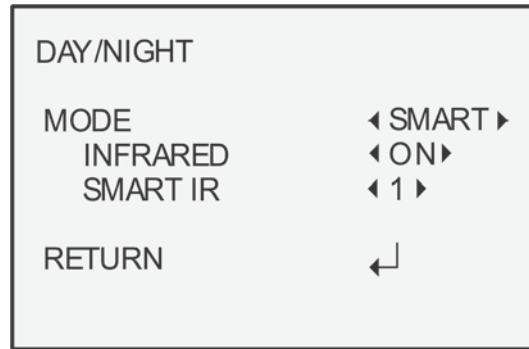 DAY/NIGHT
MODE ◂ SMART ▸
INFRARED ◂ ON ▸
SMART IR ◂ 1 ▸
RETURN ↵